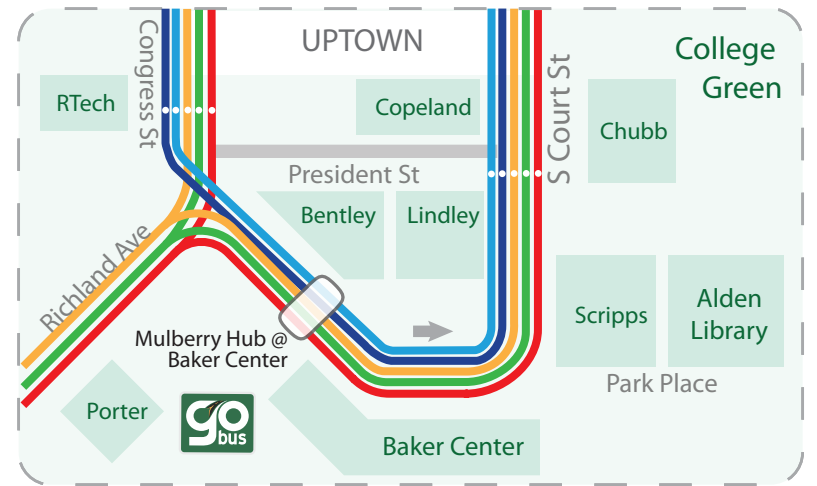 UPTOWN
College
Green
Congress St
S Court St
RTech
Copeland
Chubb
President St
Bentley
Lindley
Richland Ave
Scripps
Alden
Library
Mulberry Hub @
Baker Center
Park Place
Porter
go
bus
Baker Center